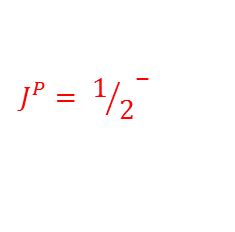 J^P = 1/2^−